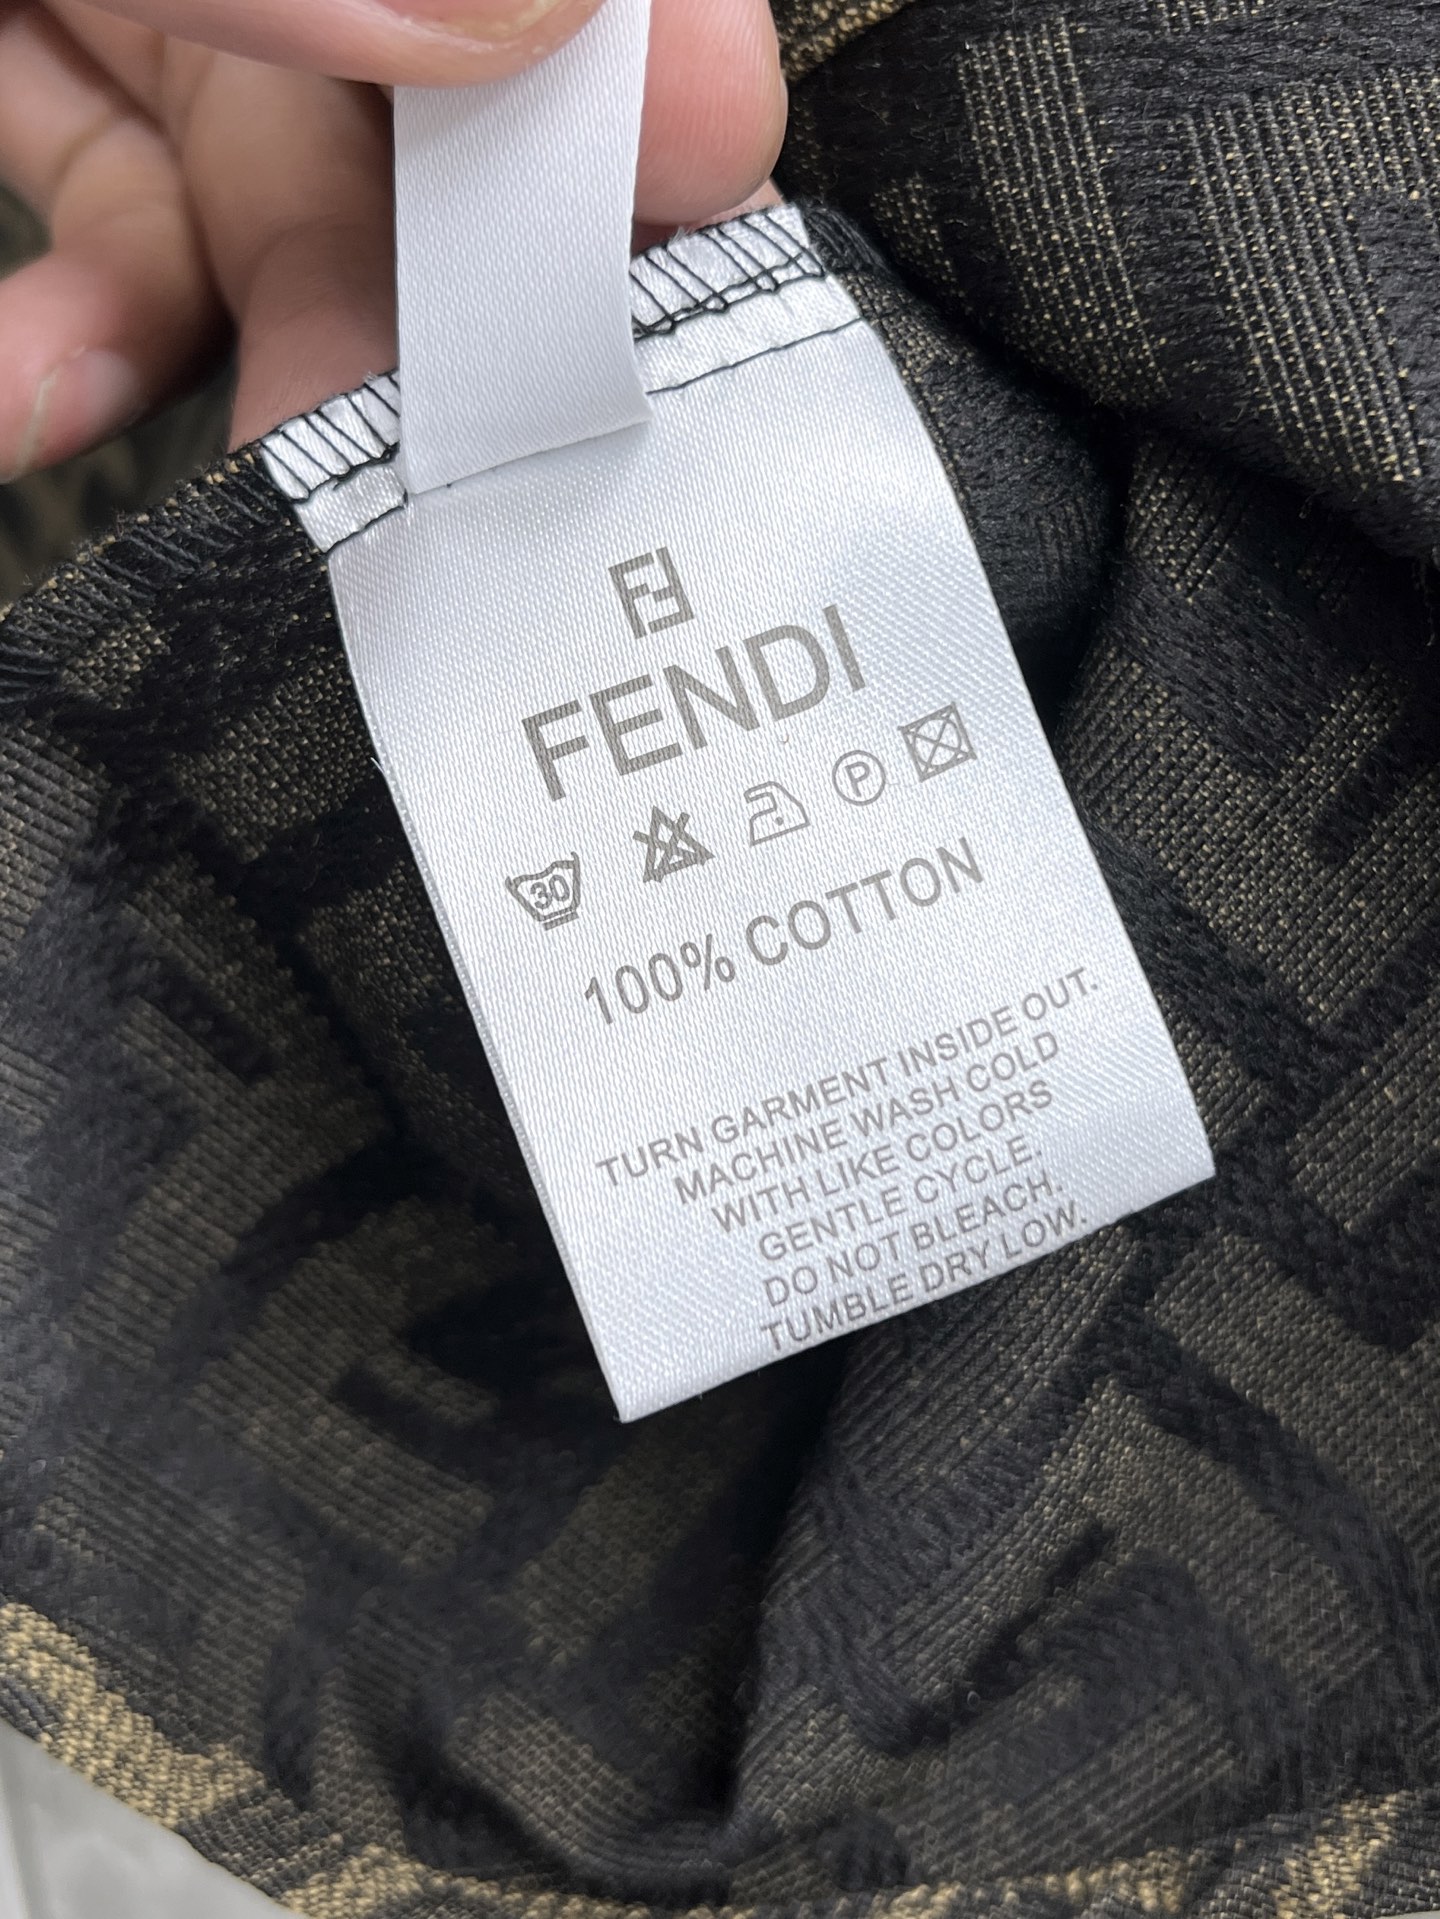 FENDI
30 P
100% COTTON
TURN GARMENT INSIDE OUT.
MACHINE WASH COLD
WITH LIKE COLORS
GENTLE CYCLE.
DO NOT BLEACH.
TUMBLE DRY LOW.